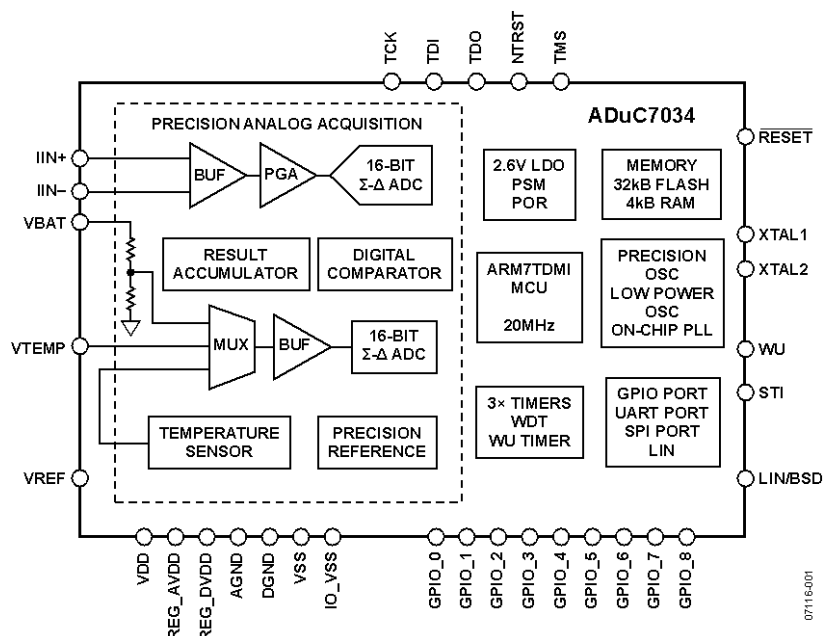 TCK
TDI
TDO
NTRST
TMS
ADuC7034
PRECISION ANALOG ACQUISITION
RESET
IIN+
IIN–
VBAT
BUF
PGA
16-BIT
Σ-Δ ADC
2.6V LDO
PSM
POR
MEMORY
32kB FLASH
4kB RAM
XTAL1
XTAL2
RESULT
ACCUMULATOR
DIGITAL
COMPARATOR
ARM7TDMI
MCU
20MHz
PRECISION
OSC
LOW POWER
OSC
ON-CHIP PLL
VTEMP
MUX
BUF
16-BIT
Σ-Δ ADC
WU
STI
TEMPERATURE
SENSOR
PRECISION
REFERENCE
3× TIMERS
WDT
WU TIMER
GPIO PORT
UART PORT
SPI PORT
LIN
VREF
LIN/BSD
VDD
REG_AVDD
REG_DVDD
AGND
DGND
VSS
IO_VSS
GPIO_0
GPIO_1
GPIO_2
GPIO_3
GPIO_4
GPIO_5
GPIO_6
GPIO_7
GPIO_8
07116-001